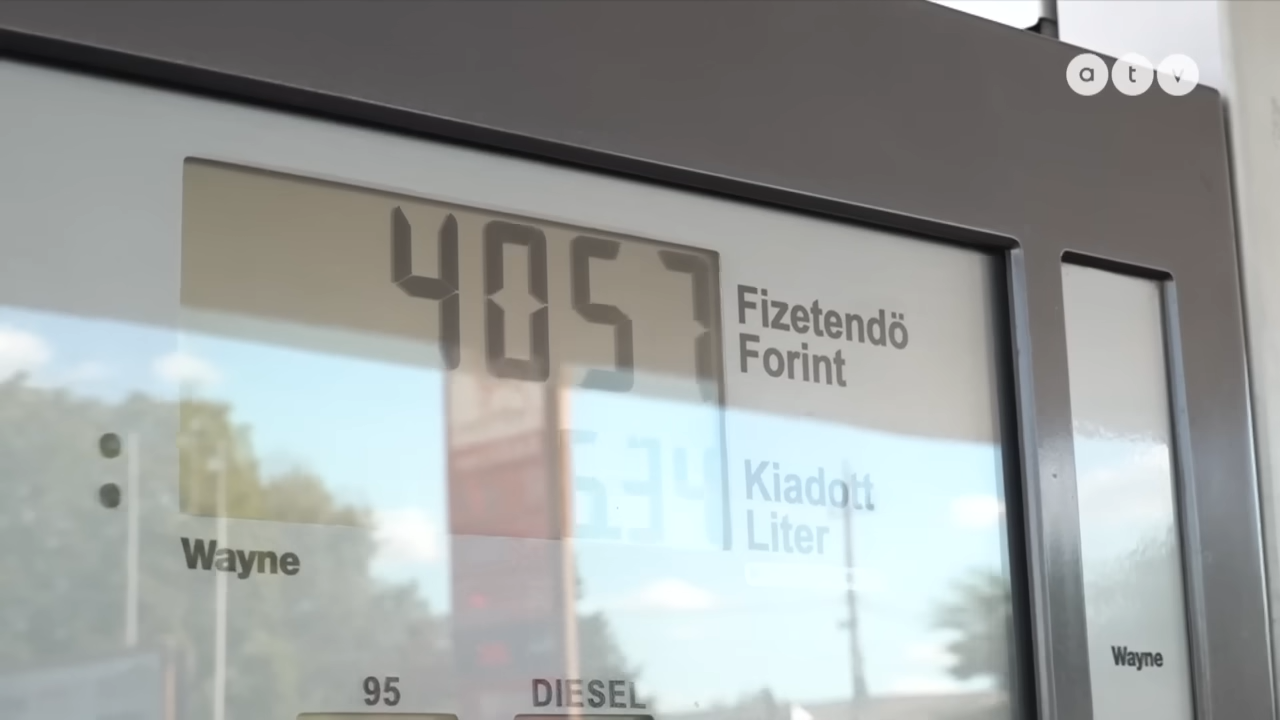 atv
4057
Fizetendö
Forint
Kiadott
Liter
Wayne
Wayne
95
DIESEL